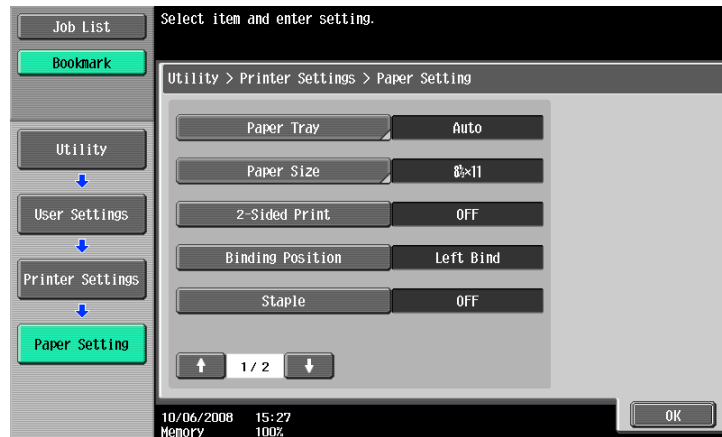 Job List
Bookmark
Utility
User Settings
Printer Settings
Paper Setting
Select item and enter setting.
Utility > Printer Settings > Paper Setting
Paper Tray Auto
Paper Size 8½×11
2-Sided Print OFF
Binding Position Left Bind
Staple OFF
1/2
10/06/2008 15:27
Memory 100%
OK